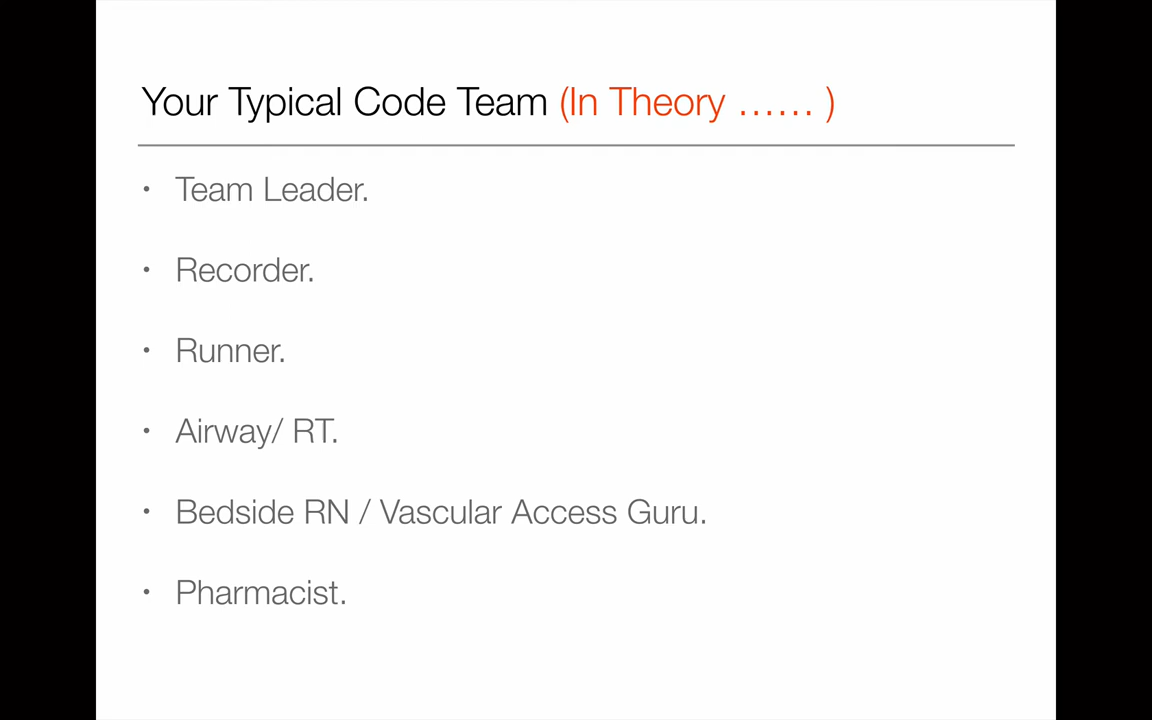 Your Typical Code Team (In Theory ...... )
• Team Leader.
• Recorder.
• Runner.
• Airway/ RT.
• Bedside RN / Vascular Access Guru.
• Pharmacist.